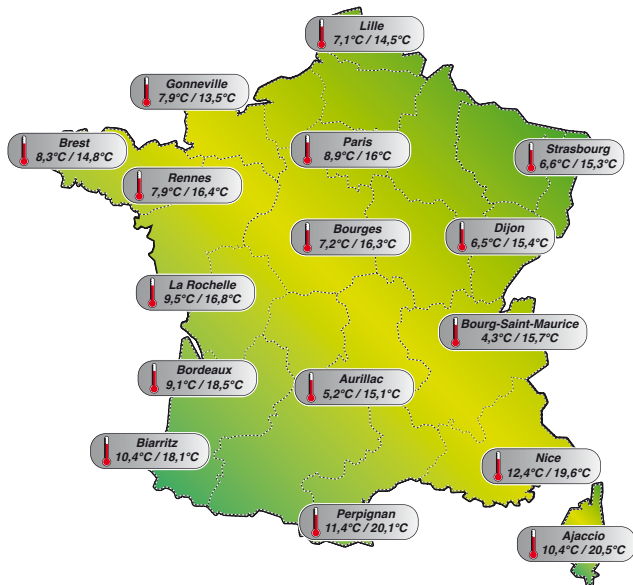 Lille
7,1°C / 14,5°C
Gonneville
7,9°C / 13,5°C
Brest
8,3°C / 14,8°C
Paris
8,9°C / 16°C
Strasbourg
6,6°C / 15,3°C
Rennes
7,9°C / 16,4°C
Bourges
7,2°C / 16,3°C
Dijon
6,5°C / 15,4°C
La Rochelle
9,5°C / 16,8°C
Bourg-Saint-Maurice
4,3°C / 15,7°C
Bordeaux
9,1°C / 18,5°C
Aurillac
5,2°C / 15,1°C
Biarritz
10,4°C / 18,1°C
Nice
12,4°C / 19,6°C
Perpignan
11,4°C / 20,1°C
Ajaccio
10,4°C / 20,5°C